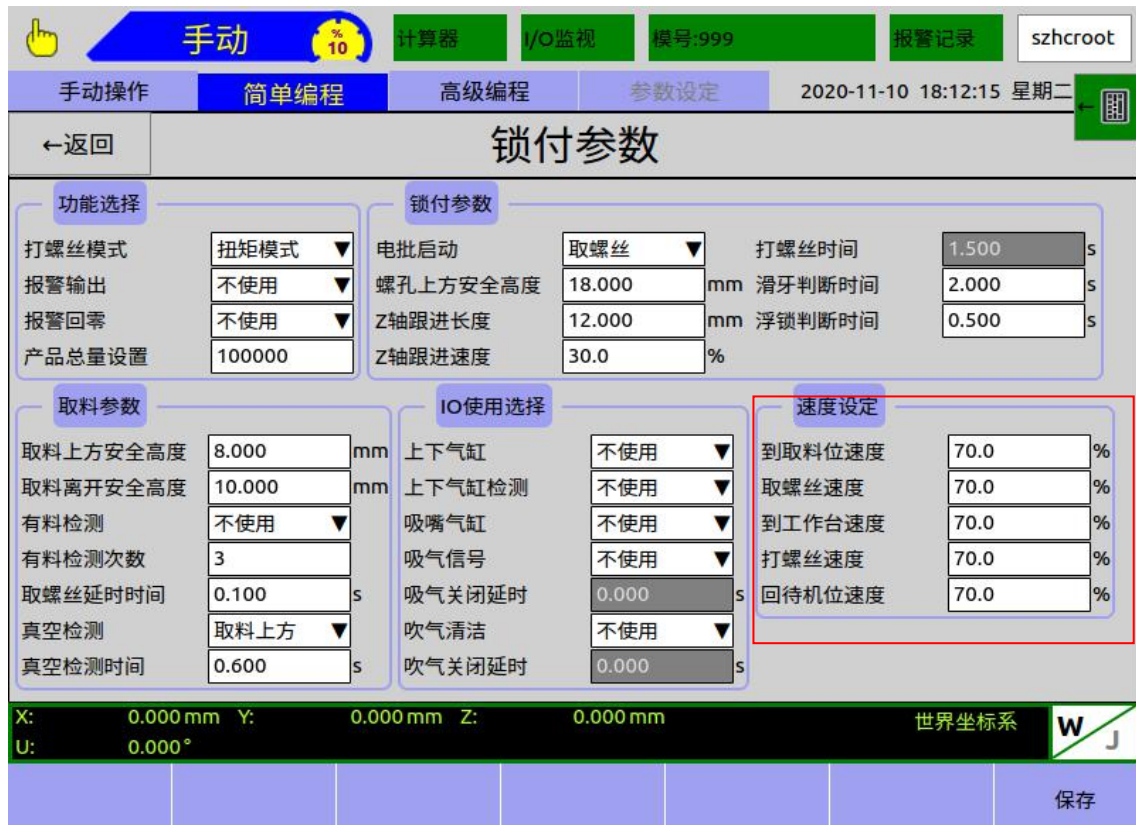 手动 % 10 计算器 I/O监视 模号:999 报警记录 szhcroot
手动操作 简单编程 高级编程 参数设定 2020-11-10 18:12:15 星期二 ←
←返回 锁付参数
功能选择
打螺丝模式 扭矩模式 ▼
报警输出 不使用 ▼
报警回零 不使用 ▼
产品总量设置 100000
锁付参数
电批启动 取螺丝 ▼ 打螺丝时间 1.500 s
螺孔上方安全高度 18.000 mm 滑牙判断时间 2.000 s
Z轴跟进长度 12.000 mm 浮锁判断时间 0.500 s
Z轴跟进速度 30.0 %
取料参数
取料上方安全高度 8.000 mm
取料离开安全高度 10.000 mm
有料检测 不使用 ▼
有料检测次数 3
取螺丝延时时间 0.100 s
真空检测 取料上方 ▼
真空检测时间 0.600 s
IO使用选择
上下气缸 不使用 ▼
上下气缸检测 不使用 ▼
吸嘴气缸 不使用 ▼
吸气信号 不使用 ▼
吸气关闭延时 0.000 s
吹气清洁 不使用 ▼
吹气关闭延时 0.000 s
速度设定
到取料位速度 70.0 %
取螺丝速度 70.0 %
到工作台速度 70.0 %
打螺丝速度 70.0 %
回待机位速度 70.0 %
X: 0.000 mm Y: 0.000 mm Z: 0.000 mm 世界坐标系 W J
U: 0.000°
保存